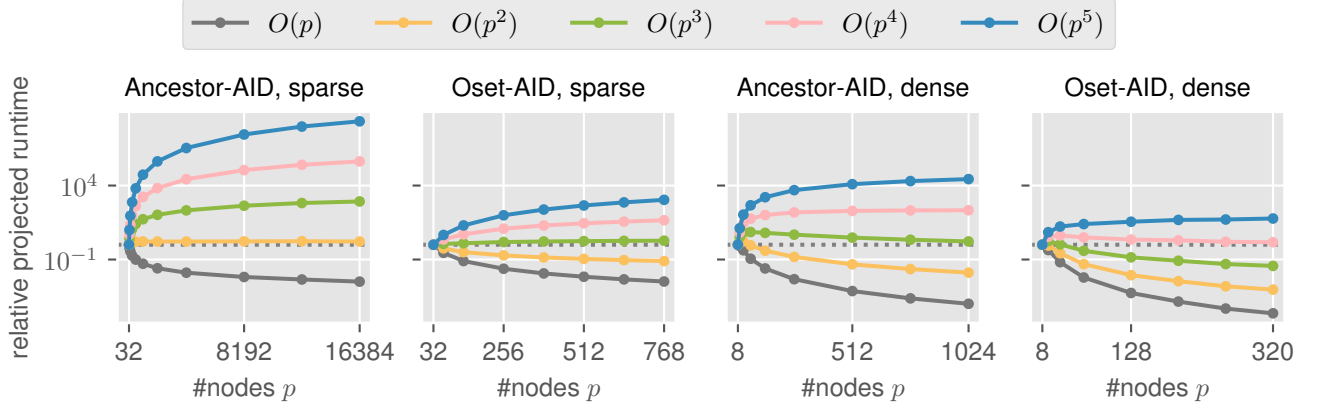 O(p) O(p²) O(p³) O(p⁴) O(p⁵)
relative projected runtime
Ancestor-AID, sparse Oset-AID, sparse Ancestor-AID, dense Oset-AID, dense
10⁴
10⁻¹
32 8192 16384 32 256 512 768 8 512 1024 8 128 320
#nodes p #nodes p #nodes p #nodes p